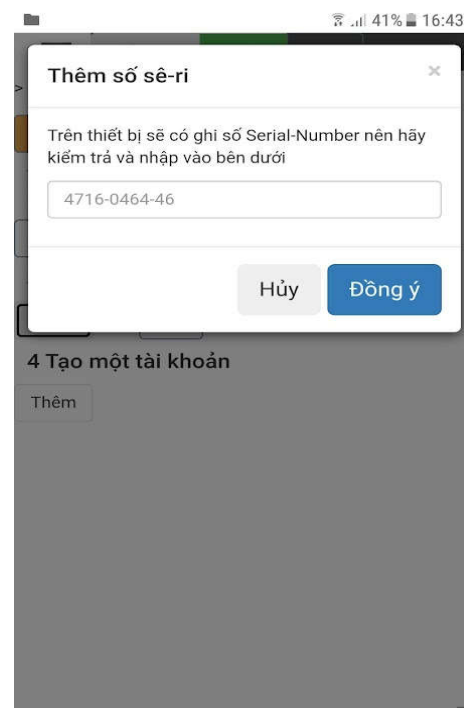 41% 16:43
Thêm số sê-ri ×
>
Trên thiết bị sẽ có ghi số Serial-Number nên hãy
kiểm trả và nhập vào bên dưới
4716-0464-46
Hủy Đồng ý
4 Tạo một tài khoản
Thêm